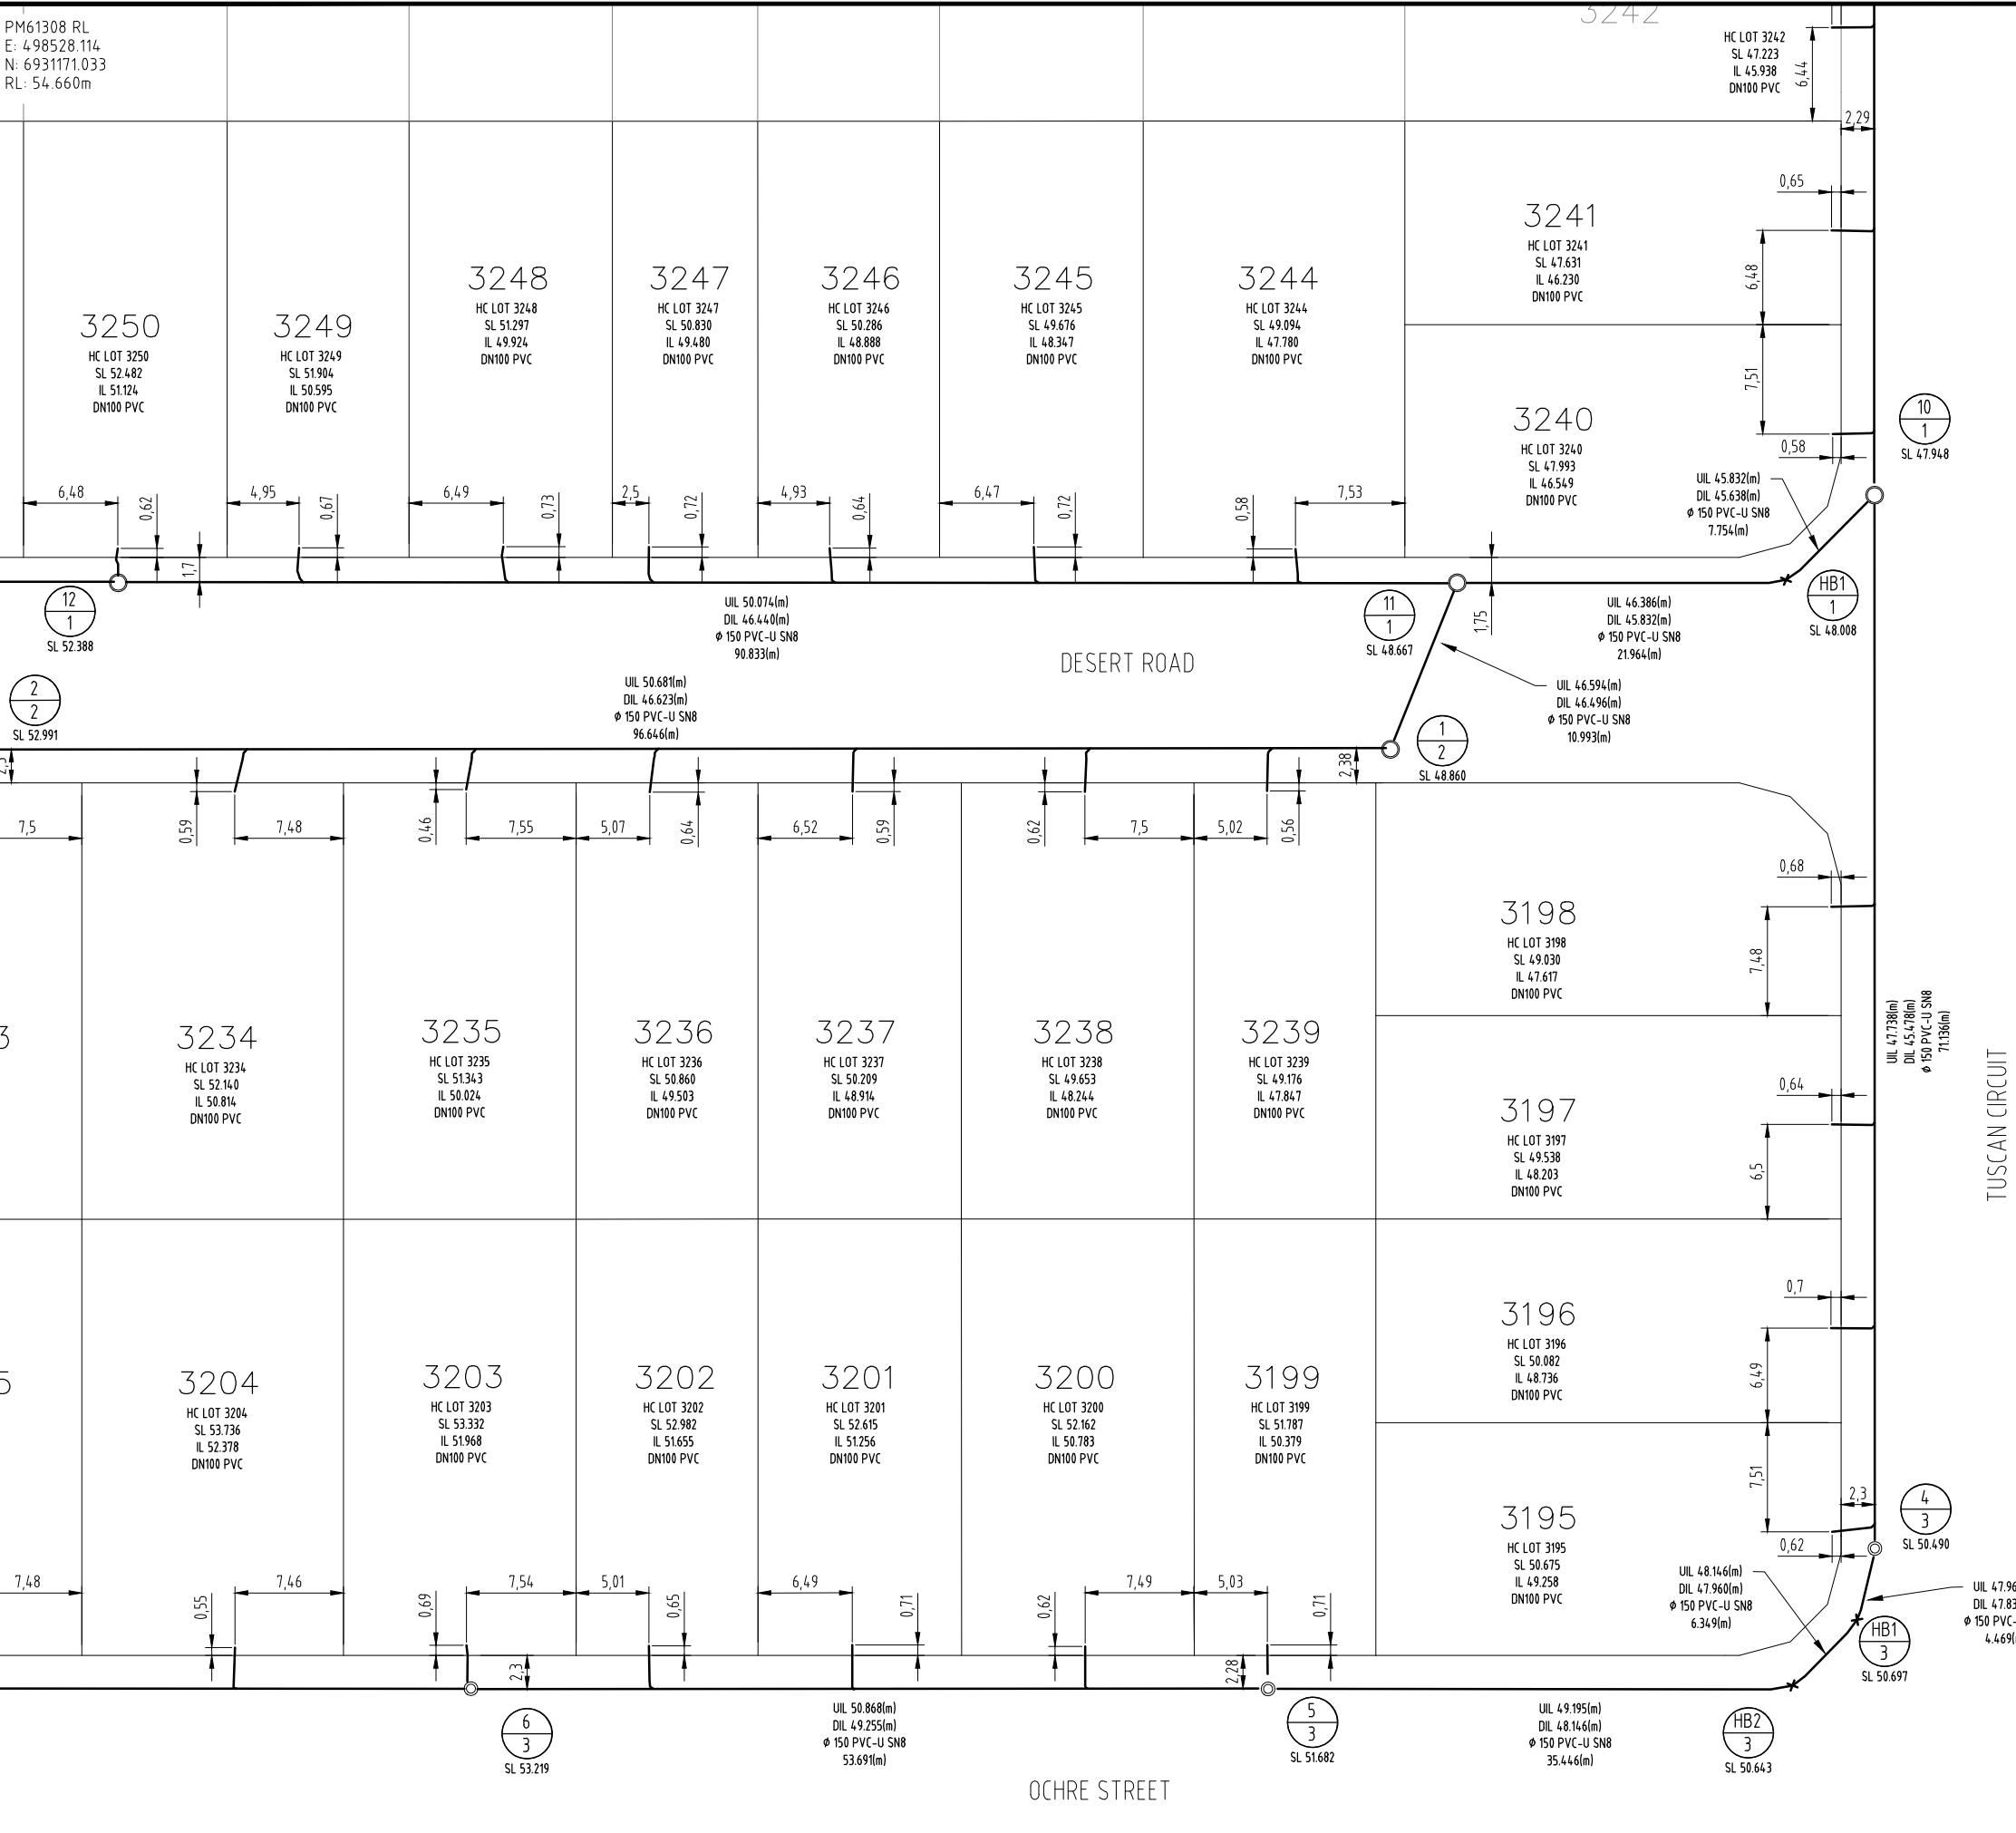 PM61308 RL
E: 498528.114
N: 6931171.033
RL: 54.660m
3242
HC LOT 3242
SL 47.223
IL 45.938
DN100 PVC
6,44
2,29
0,65
3241
HC LOT 3241
SL 47.631
IL 46.230
DN100 PVC
6,48
7,51
3250
HC LOT 3250
SL 52.482
IL 51.124
DN100 PVC
3249
HC LOT 3249
SL 51.904
IL 50.595
DN100 PVC
3248
HC LOT 3248
SL 51.297
IL 49.924
DN100 PVC
3247
HC LOT 3247
SL 50.830
IL 49.480
DN100 PVC
3246
HC LOT 3246
SL 50.286
IL 48.888
DN100 PVC
3245
HC LOT 3245
SL 49.676
IL 48.347
DN100 PVC
3244
HC LOT 3244
SL 49.094
IL 47.780
DN100 PVC
3240
HC LOT 3240
SL 47.993
IL 46.549
DN100 PVC
0,58
10
1
SL 47.948
UIL 45.832(m)
DIL 45.638(m)
ϕ 150 PVC-U SN8
7.754(m)
6,48
0,62
1,7
4,95
0,67
6,49
0,73
2,5
0,72
4,93
0,64
6,47
0,72
0,58
7,53
12
1
SL 52.388
UIL 50.074(m)
DIL 46.440(m)
ϕ 150 PVC-U SN8
90.833(m)
11
1
SL 48.667
1,75
UIL 46.386(m)
DIL 45.832(m)
ϕ 150 PVC-U SN8
21.964(m)
HB1
1
SL 48.008
DESERT ROAD
2
2
SL 52.991
UIL 50.681(m)
DIL 46.623(m)
ϕ 150 PVC-U SN8
96.646(m)
UIL 46.594(m)
DIL 46.496(m)
ϕ 150 PVC-U SN8
10.993(m)
1
2
SL 48.860
2,38
7,5
0,59
7,48
0,46
7,55
5,07
0,64
6,52
0,59
0,62
7,5
5,02
0,56
0,68
3198
HC LOT 3198
SL 49.030
IL 47.617
DN100 PVC
7,48
3
3234
HC LOT 3234
SL 52.140
IL 50.814
DN100 PVC
3235
HC LOT 3235
SL 51.343
IL 50.024
DN100 PVC
3236
HC LOT 3236
SL 50.860
IL 49.503
DN100 PVC
3237
HC LOT 3237
SL 50.209
IL 48.914
DN100 PVC
3238
HC LOT 3238
SL 49.653
IL 48.244
DN100 PVC
3239
HC LOT 3239
SL 49.176
IL 47.847
DN100 PVC
UIL 47.738(m)
DIL 45.478(m)
ϕ 150 PVC-U SN8
71.136(m)
TUSCAN CIRCUIT
0,64
3197
HC LOT 3197
SL 49.538
IL 48.203
DN100 PVC
6,5
0,7
3196
HC LOT 3196
SL 50.082
IL 48.736
DN100 PVC
6,49
7,51
5
3204
HC LOT 3204
SL 53.736
IL 52.378
DN100 PVC
3203
HC LOT 3203
SL 53.332
IL 51.968
DN100 PVC
3202
HC LOT 3202
SL 52.982
IL 51.655
DN100 PVC
3201
HC LOT 3201
SL 52.615
IL 51.256
DN100 PVC
3200
HC LOT 3200
SL 52.162
IL 50.783
DN100 PVC
3199
HC LOT 3199
SL 51.787
IL 50.379
DN100 PVC
3195
HC LOT 3195
SL 50.675
IL 49.258
DN100 PVC
2,3
0,62
4
3
SL 50.490
7,48
0,55
7,46
0,69
7,54
5,01
0,65
6,49
0,71
0,62
7,49
5,03
0,71
UIL 48.146(m)
DIL 47.960(m)
ϕ 150 PVC-U SN8
6.349(m)
UIL 47.96
DIL 47.83
ϕ 150 PVC-
4.469(
HB1
3
SL 50.697
2,3
2,28
6
3
SL 53.219
UIL 50.868(m)
DIL 49.255(m)
ϕ 150 PVC-U SN8
53.691(m)
5
3
SL 51.682
UIL 49.195(m)
DIL 48.146(m)
ϕ 150 PVC-U SN8
35.446(m)
HB2
3
SL 50.643
OCHRE STREET